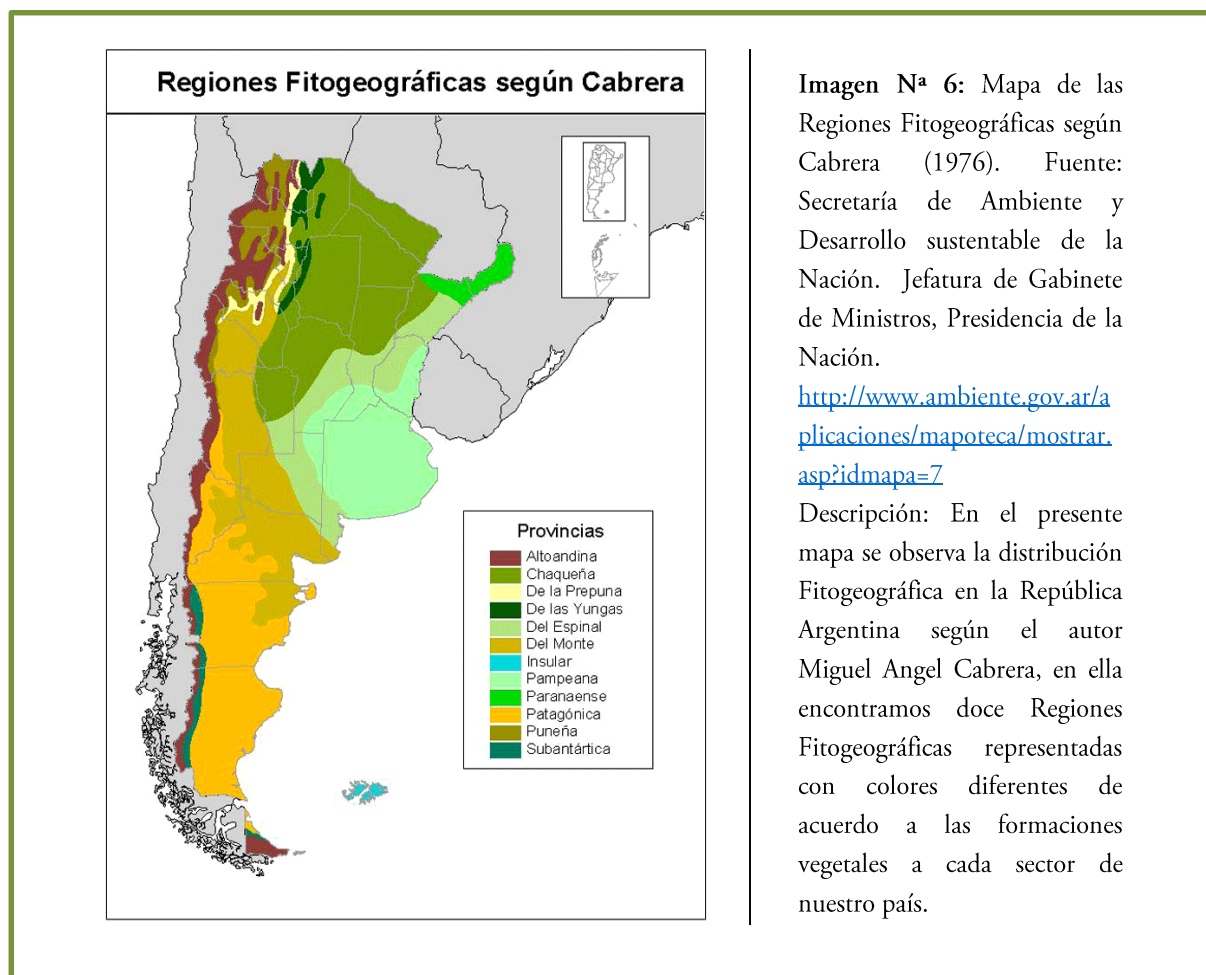 Regiones Fitogeográficas según Cabrera
Provincias
Altoandina
Chaqueña
De la Prepuna
De las Yungas
Del Espinal
Del Monte
Insular
Pampeana
Paranaense
Patagónica
Puneña
Subantártica
Imagen Nª 6: Mapa de las
Regiones Fitogeográficas según
Cabrera (1976). Fuente:
Secretaría de Ambiente y
Desarrollo sustentable de la
Nación. Jefatura de Gabinete
de Ministros, Presidencia de la
Nación.
http://www.ambiente.gov.ar/a
plicaciones/mapoteca/mostrar.
asp?idmapa=7
Descripción: En el presente
mapa se observa la distribución
Fitogeográfica en la República
Argentina según el autor
Miguel Angel Cabrera, en ella
encontramos doce Regiones
Fitogeográficas representadas
con colores diferentes de
acuerdo a las formaciones
vegetales a cada sector de
nuestro país.